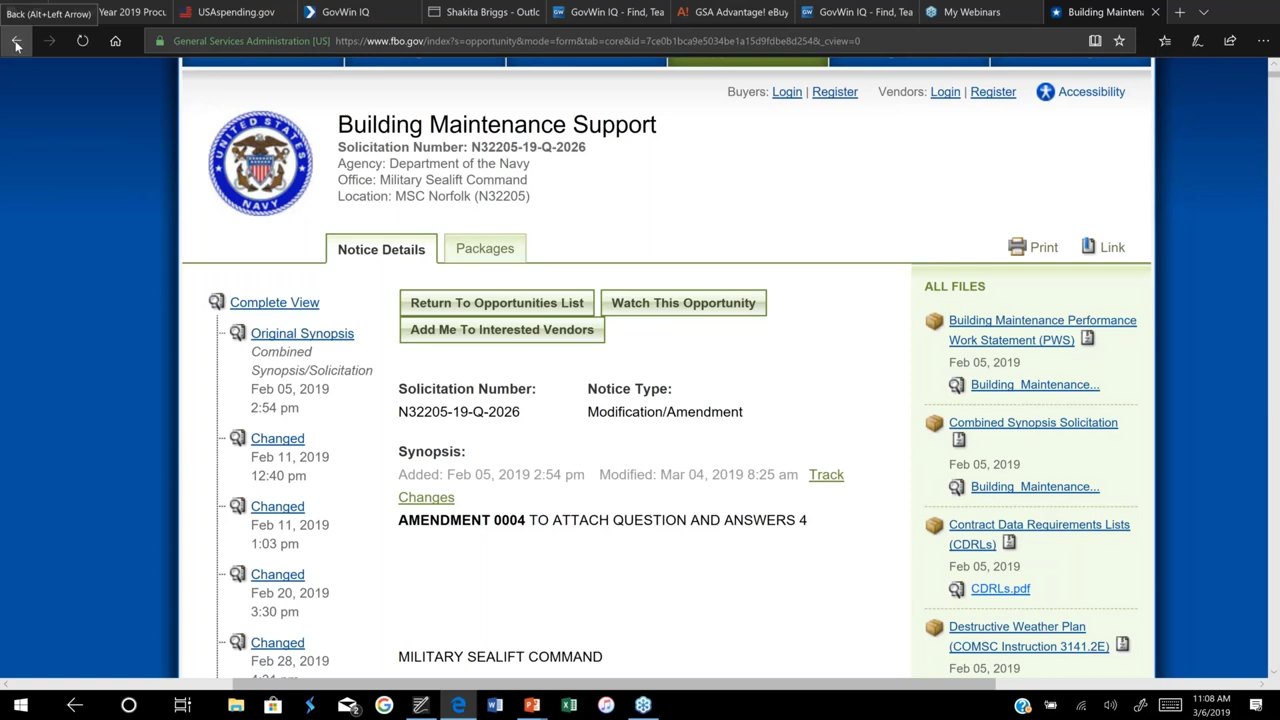 Back (Alt+Left Arrow)
Year 2019 Procu
USAspending.gov
GovWin IQ
Shakita Briggs - Outlo
GovWin IQ - Find, Tea
GSA Advantage! eBuy
GovWin IQ - Find, Tea
My Webinars
Building Maintena
General Services Administration [US]
https://www.fbo.gov/index?s=opportunity&mode=form&tab=core&id=7ce0b1bca9e5034be1a15d9fdbe8d254&_cview=0
Buyers: Login | Register Vendors: Login | Register Accessibility
UNITED STATES
NAVY
Building Maintenance Support
Solicitation Number: N32205-19-Q-2026
Agency: Department of the Navy
Office: Military Sealift Command
Location: MSC Norfolk (N32205)
Notice Details
Packages
Print
Link
Complete View
Original Synopsis
Combined
Synopsis/Solicitation
Feb 05, 2019
2:54 pm
Changed
Feb 11, 2019
12:40 pm
Changed
Feb 11, 2019
1:03 pm
Changed
Feb 20, 2019
3:30 pm
Changed
Feb 28, 2019
Return To Opportunities List
Watch This Opportunity
Add Me To Interested Vendors
Solicitation Number:
N32205-19-Q-2026
Notice Type:
Modification/Amendment
Synopsis:
Added: Feb 05, 2019 2:54 pm Modified: Mar 04, 2019 8:25 am Track
Changes
AMENDMENT 0004 TO ATTACH QUESTION AND ANSWERS 4
MILITARY SEALIFT COMMAND
ALL FILES
Building Maintenance Performance
Work Statement (PWS)
Feb 05, 2019
Building_Maintenance...
Combined Synopsis Solicitation
Feb 05, 2019
Building_Maintenance...
Contract Data Requirements Lists
(CDRLs)
Feb 05, 2019
CDRLs.pdf
Destructive Weather Plan
(COMSC Instruction 3141.2E)
Feb 05, 2019
11:08 AM
3/6/2019